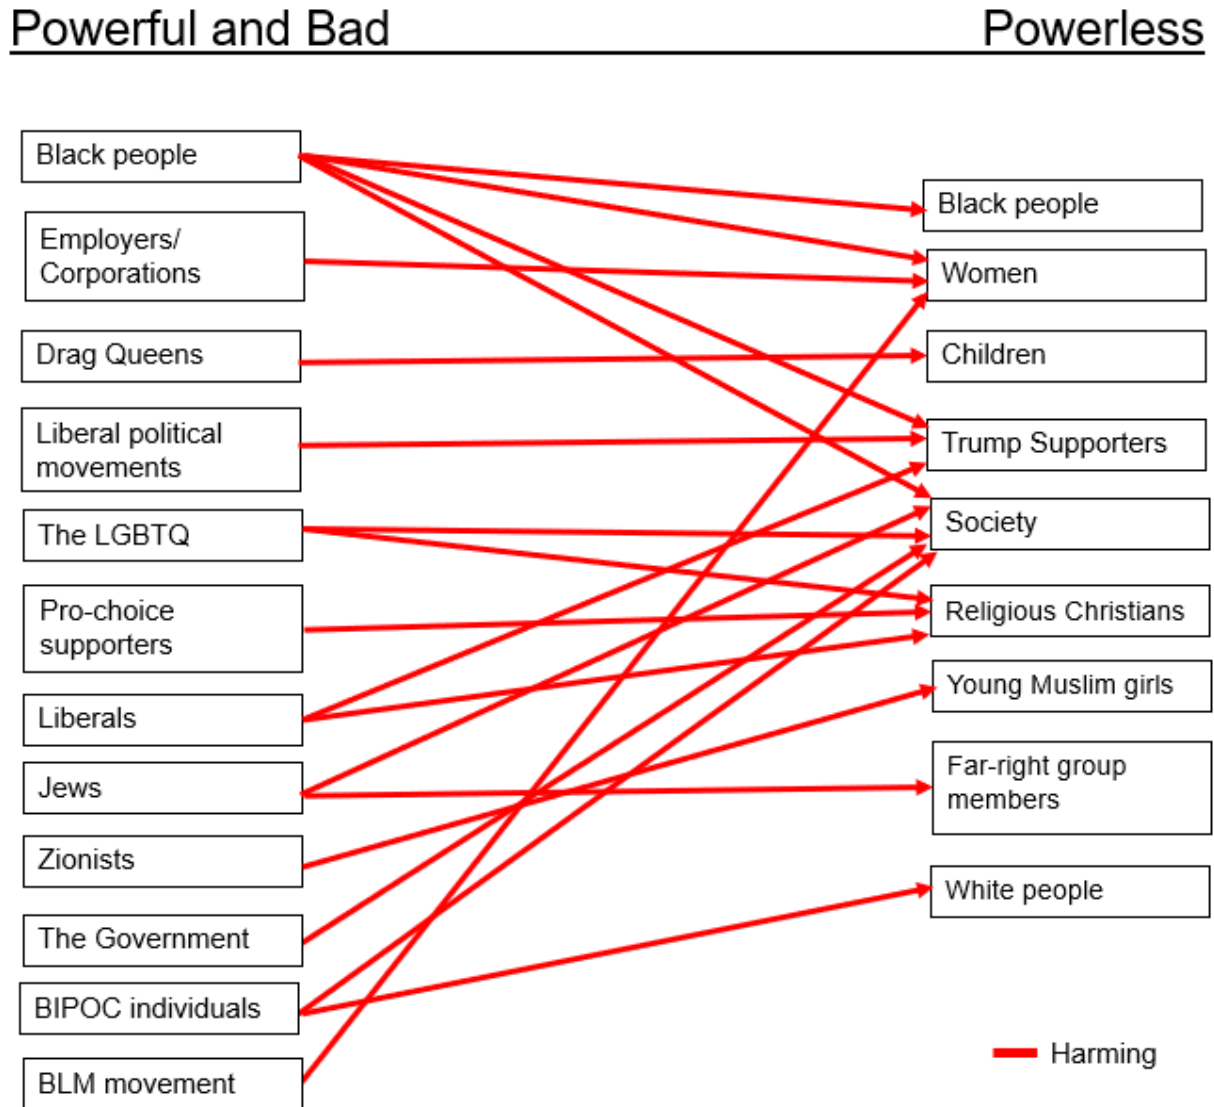 Powerful and Bad
Powerless
Black people
Employers/
Corporations
Drag Queens
Liberal political
movements
The LGBTQ
Pro-choice
supporters
Liberals
Jews
Zionists
The Government
BIPOC individuals
BLM movement
Black people
Women
Children
Trump Supporters
Society
Religious Christians
Young Muslim girls
Far-right group
members
White people
Harming